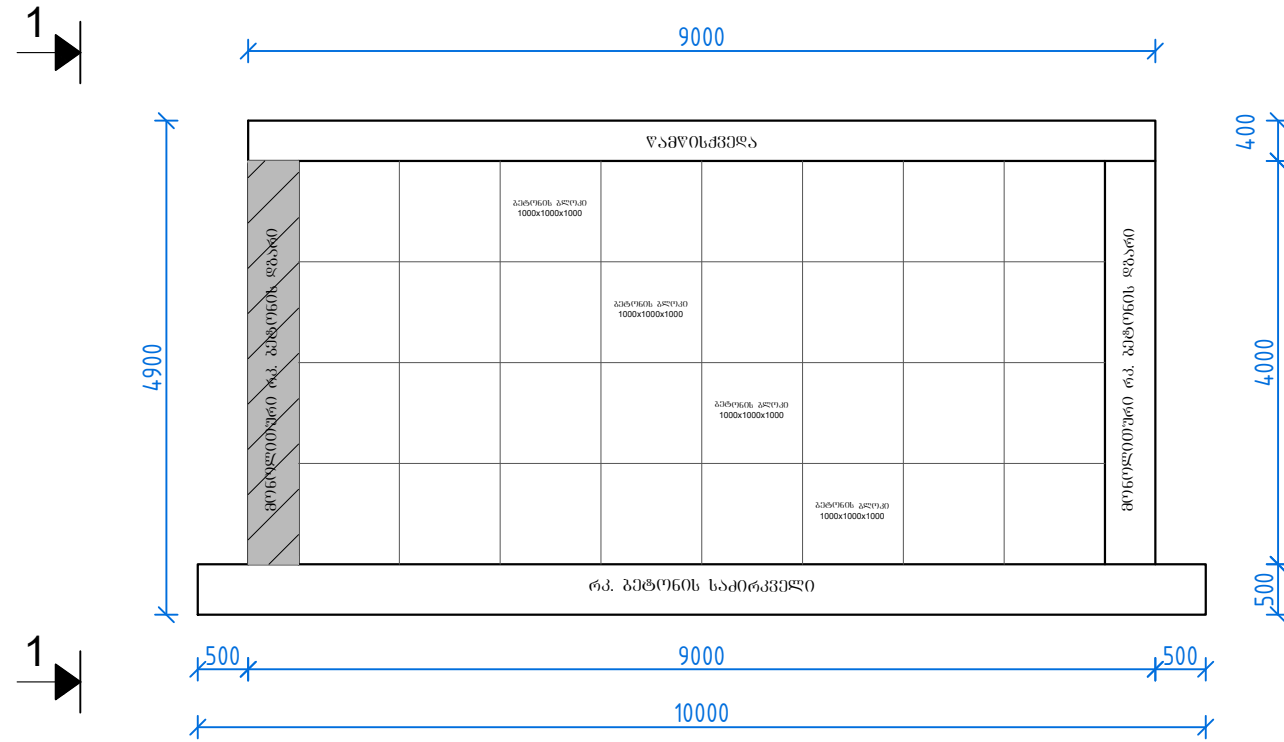 1
9000
400
წამწისქვედა
ბეტონის ბლოკი
1000x1000x1000
მონოლითური რკ. ბეტონის დგარი
მონოლითური რკ. ბეტონის დგარი
ბეტონის ბლოკი
1000x1000x1000
4900
4000
ბეტონის ბლოკი
1000x1000x1000
ბეტონის ბლოკი
1000x1000x1000
რკ. ბეტონის საძირკველი
500
1
500
9000
500
10000